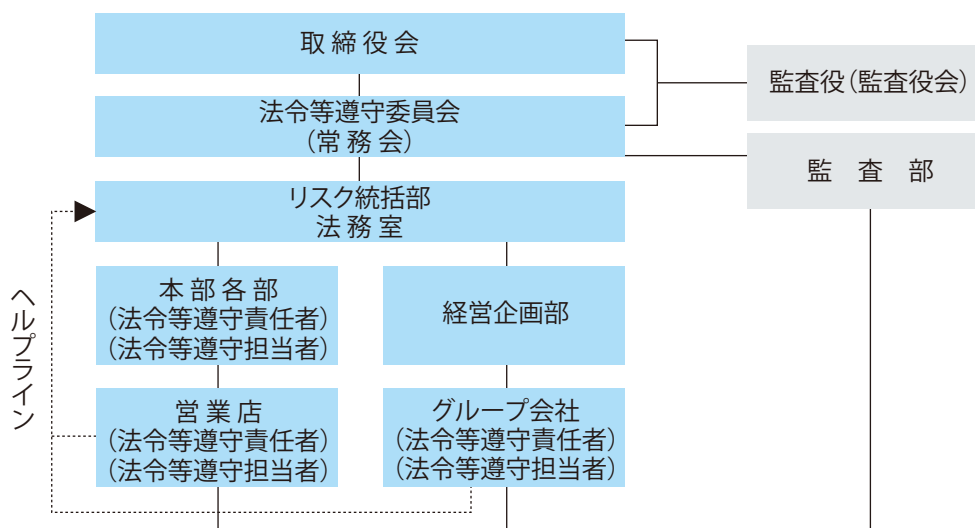 取締役会
監査役（監査役会）
法令等遵守委員会
（常務会）
監査部
リスク統括部
法務室
本部各部
（法令等遵守責任者）
（法令等遵守担当者）
経営企画部
ヘルプライン
営業店
（法令等遵守責任者）
（法令等遵守担当者）
グループ会社
（法令等遵守責任者）
（法令等遵守担当者）